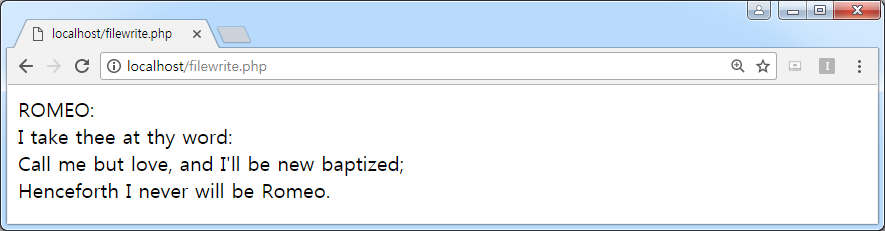 localhost/filewrite.php
localhost/filewrite.php
ROMEO:
I take thee at thy word:
Call me but love, and I'll be new baptized;
Henceforth I never will be Romeo.